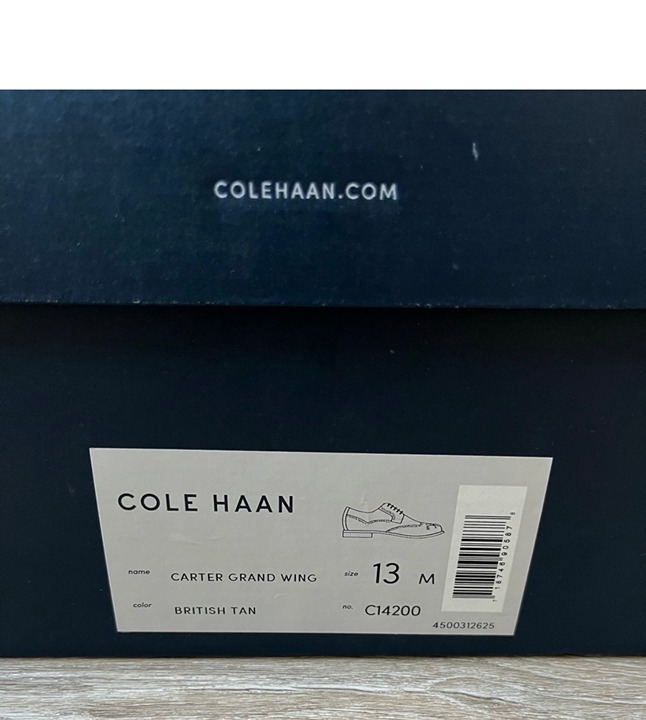 COLEHAAN.COM
COLE HAAN
name CARTER GRAND WING size 13 M
color BRITISH TAN no. C14200
4500312625